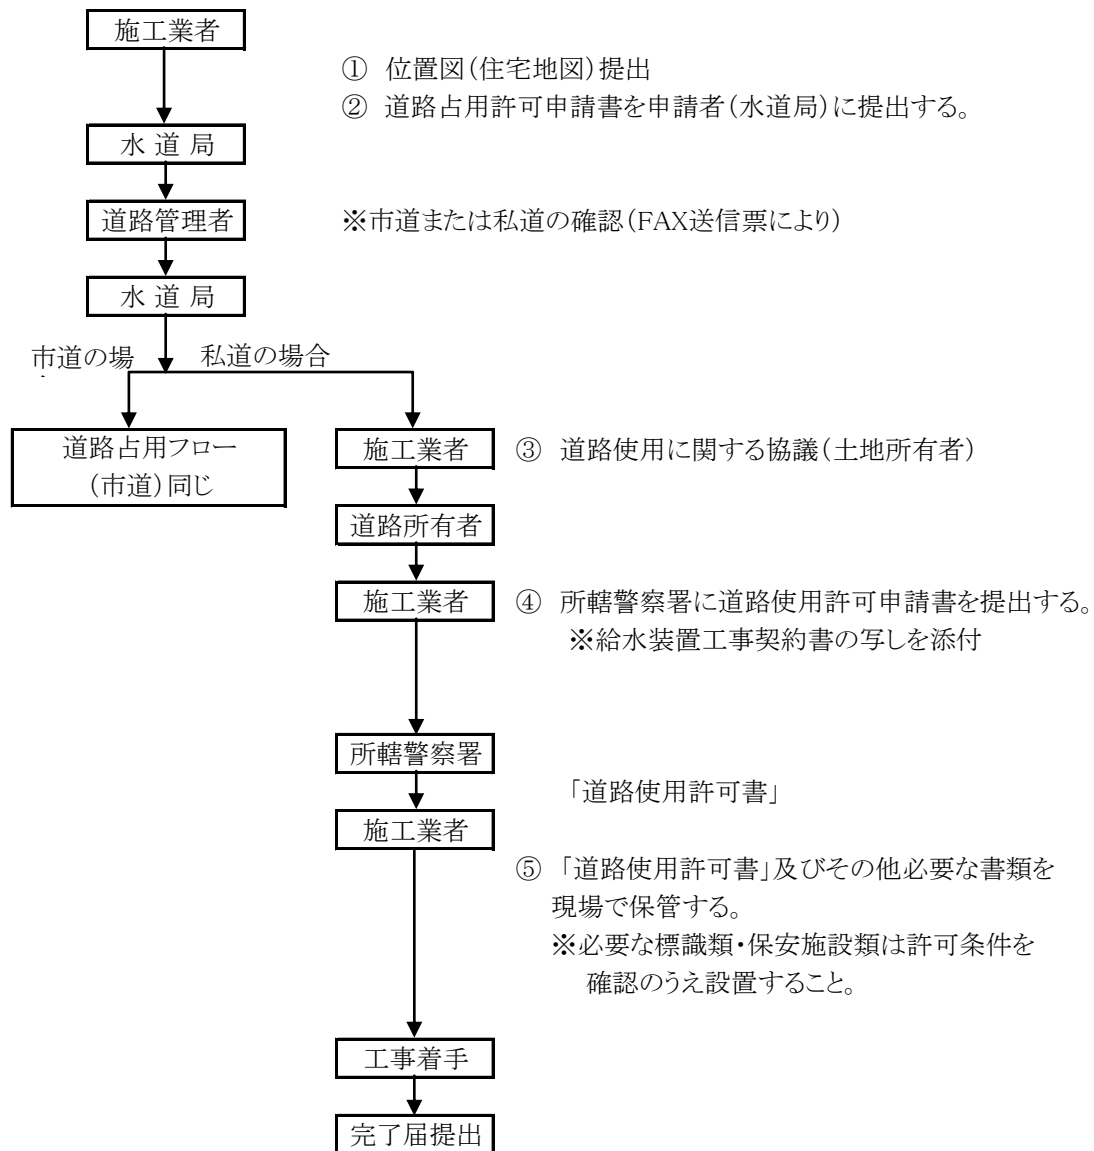 施工業者
① 位置図(住宅地図)提出
② 道路占用許可申請書を申請者(水道局)に提出する。
水 道 局
道路管理者
※市道または私道の確認(FAX送信票により)
水 道 局
市道の場
私道の場合
道路占用フロー
(市道)同じ
施工業者
③ 道路使用に関する協議(土地所有者)
道路所有者
施工業者
④ 所轄警察署に道路使用許可申請書を提出する。
※給水装置工事契約書の写しを添付
所轄警察署
「道路使用許可書」
施工業者
⑤ 「道路使用許可書」及びその他必要な書類を
現場で保管する。
※必要な標識類・保安施設類は許可条件を
確認のうえ設置すること。
工事着手
完了届提出